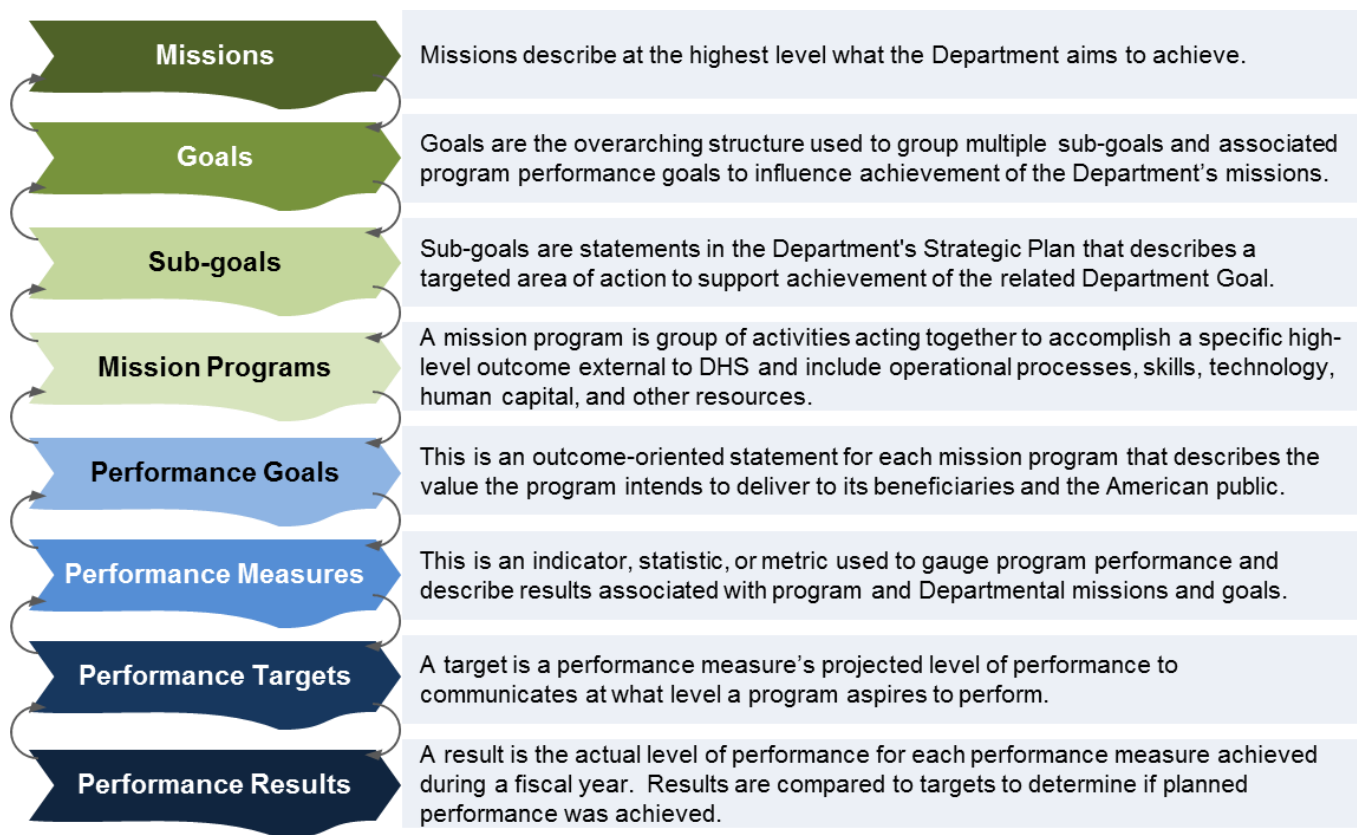 Missions
Missions describe at the highest level what the Department aims to achieve.
Goals
Goals are the overarching structure used to group multiple sub-goals and associated
program performance goals to influence achievement of the Department's missions.
Sub-goals
Sub-goals are statements in the Department's Strategic Plan that describes a
targeted area of action to support achievement of the related Department Goal.
Mission Programs
A mission program is group of activities acting together to accomplish a specific high-
level outcome external to DHS and include operational processes, skills, technology,
human capital, and other resources.
Performance Goals
This is an outcome-oriented statement for each mission program that describes the
value the program intends to deliver to its beneficiaries and the American public.
Performance Measures
This is an indicator, statistic, or metric used to gauge program performance and
describe results associated with program and Departmental missions and goals.
Performance Targets
A target is a performance measure's projected level of performance to
communicates at what level a program aspires to perform.
Performance Results
A result is the actual level of performance for each performance measure achieved
during a fiscal year. Results are compared to targets to determine if planned
performance was achieved.